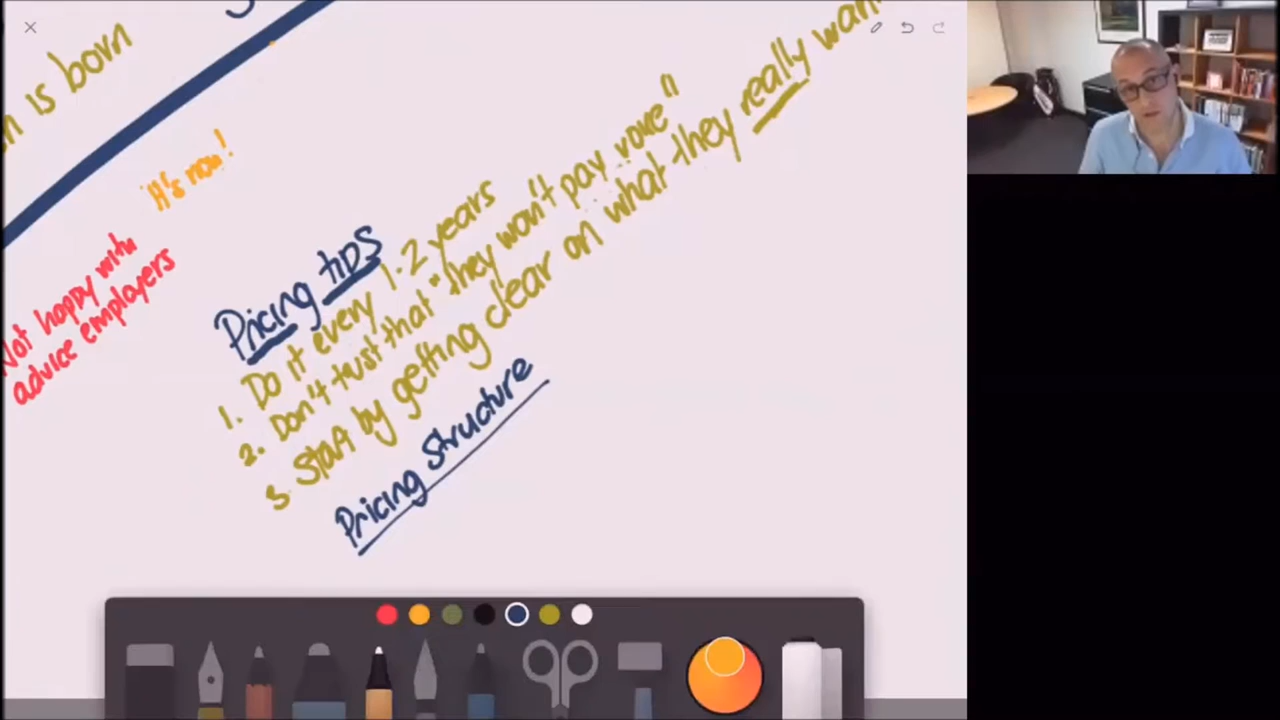 is born
It's now!
Not happy with
advice employers
Pricing tips
1. Do it every 1-2 years
2. Don't trust that "they won't pay more"
3. Start by getting clear on what they really wan
Pricing Structure